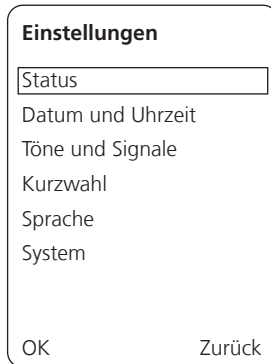 Einstellungen
Status
Datum und Uhrzeit
Töne und Signale
Kurzwahl
Sprache
System
OK Zurück